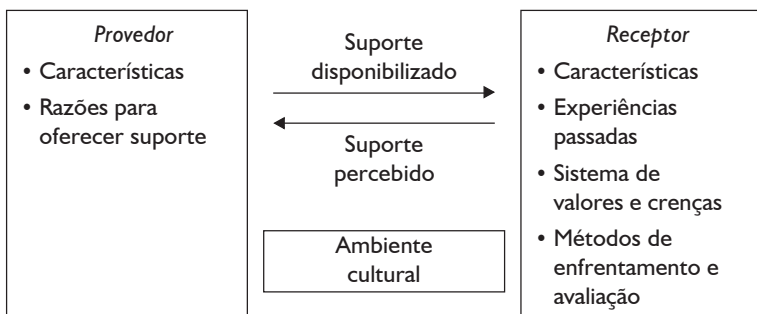 Provedor
• Características
• Razões para
oferecer suporte
Suporte
disponibilizado
Suporte
percebido
Ambiente
cultural
Receptor
• Características
• Experiências
passadas
• Sistema de
valores e crenças
• Métodos de
enfrentamento e
avaliação